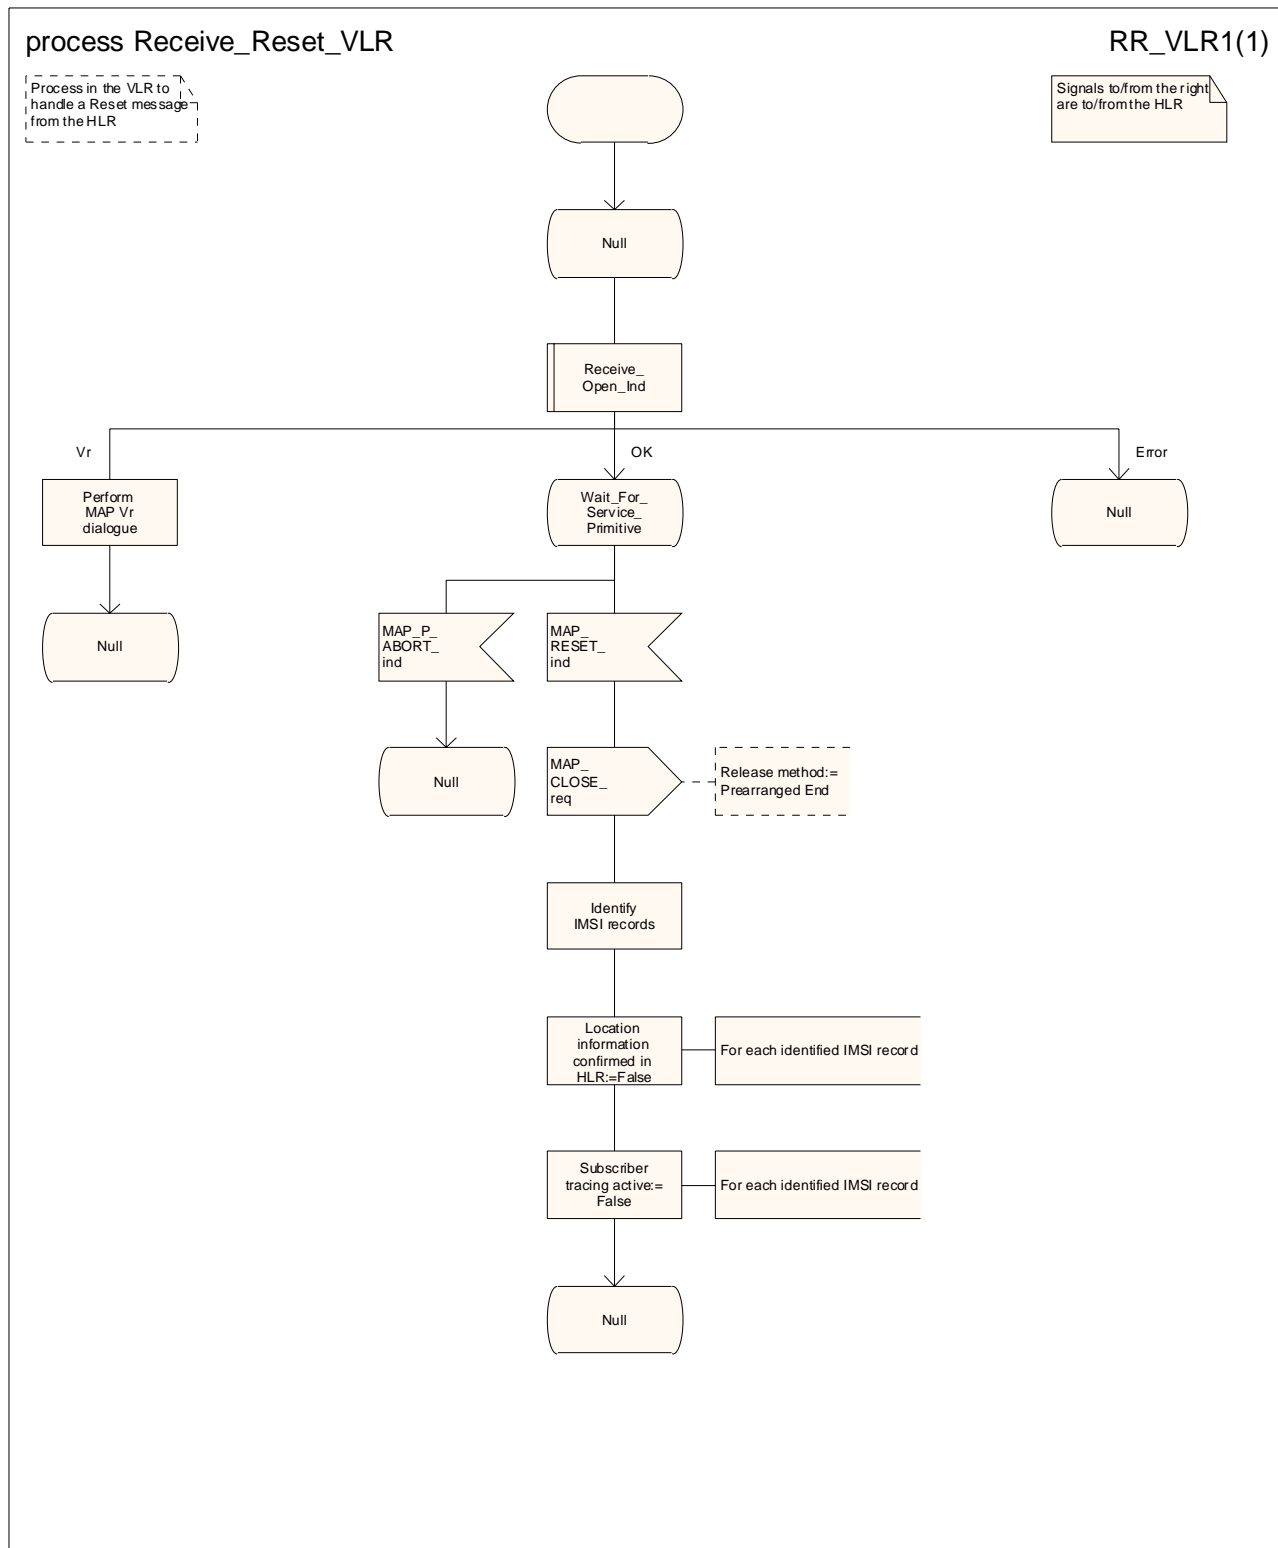 process Receive_Reset_VLR
RR_VLR1(1)
Process in the VLR to
handle a Reset message
from the HLR
Signals to/from the right
are to/from the HLR
Null
Receive_
Open_Ind
Vr
OK
Error
Perform
MAP Vr
dialogue
Wait_For_
Service_
Primitive
Null
Null
MAP_P_
ABORT_
ind
MAP_
RESET_
ind
Null
MAP_
CLOSE_
req
Release method:=
Prearranged End
Identify
IMSI records
Location
information
confirmed in
HLR:=False
For each identified IMSI record
Subscriber
tracing active:=
False
For each identified IMSI record
Null